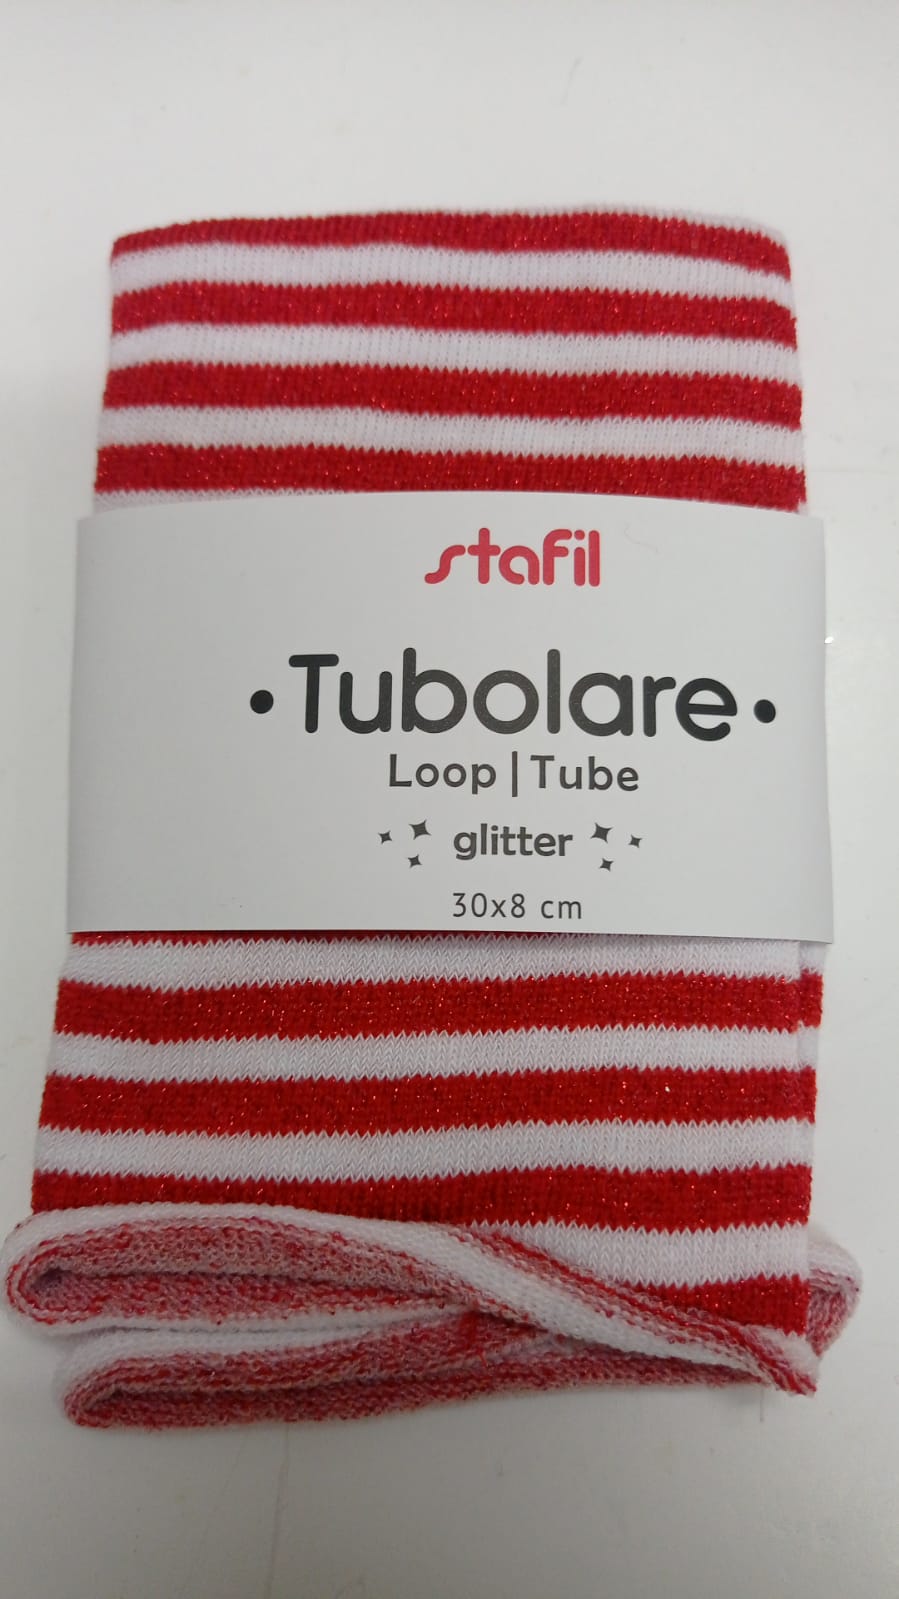 stafil
• Tubolare •
Loop | Tube
glitter
30x8 cm